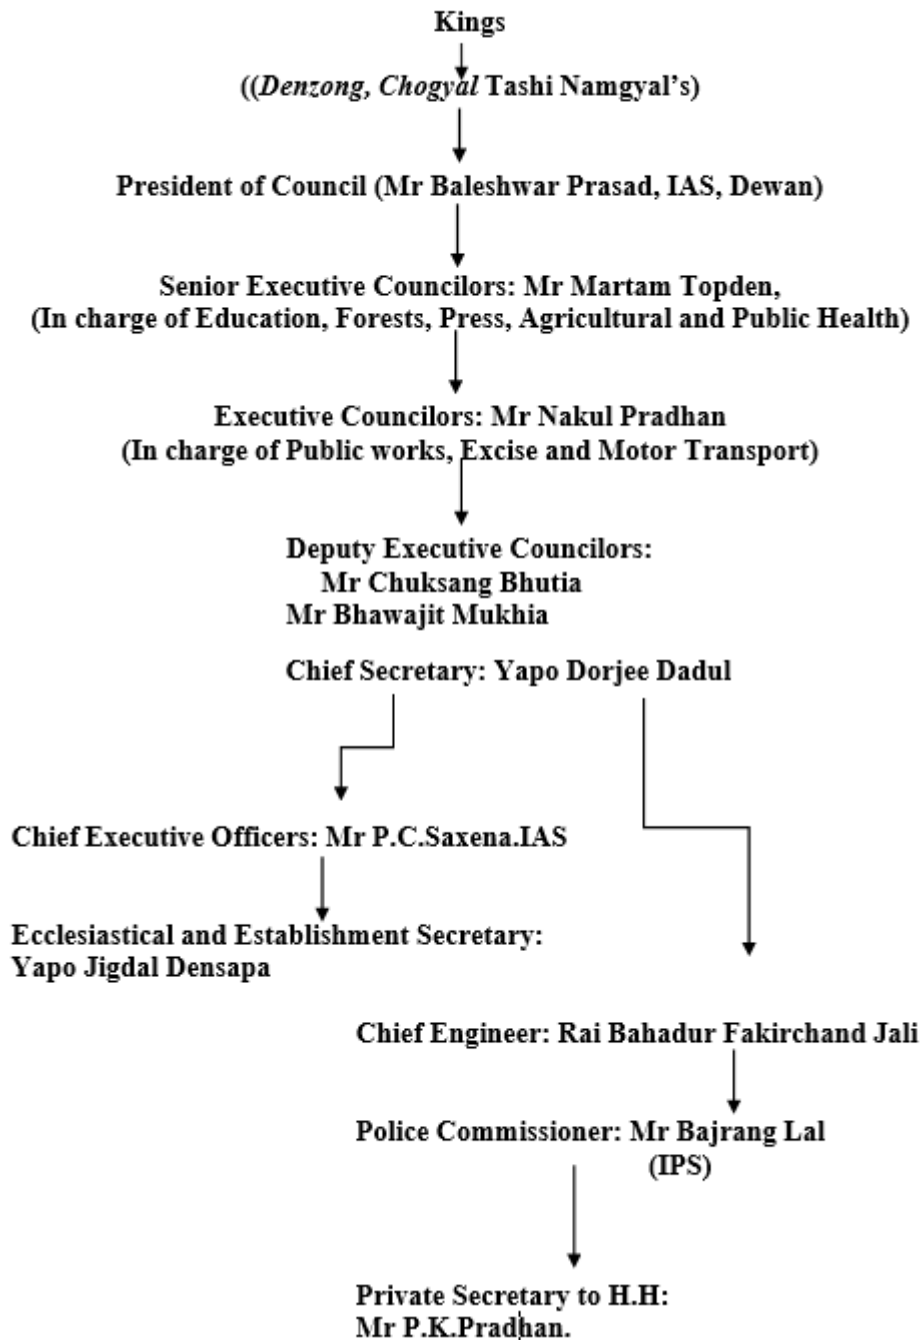 Kings
((Denzong, Chogyal Tashi Namgyal’s)
President of Council (Mr Baleshwar Prasad, IAS, Dewan)
Senior Executive Councilors: Mr Martam Topden,
(In charge of Education, Forests, Press, Agricultural and Public Health)
Executive Councilors: Mr Nakul Pradhan
(In charge of Public works, Excise and Motor Transport)
Deputy Executive Councilors:
Mr Chuksang Bhutia
Mr Bhawajit Mukhia
Chief Secretary: Yapo Dorjee Dadul
Chief Executive Officers: Mr P.C.Saxena.IAS
Ecclesiastical and Establishment Secretary:
Yapo Jigdal Densapa
Chief Engineer: Rai Bahadur Fakirchand Jali
Police Commissioner: Mr Bajrang Lal
(IPS)
Private Secretary to H.H:
Mr P.K.Pradhan.